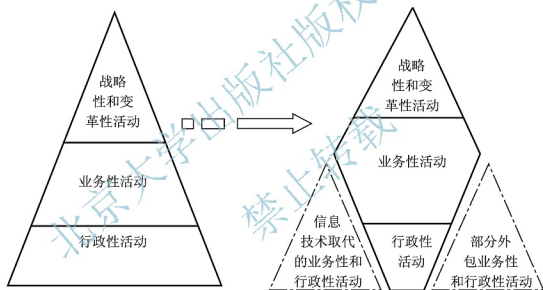 战略
性和变
革性活动
业务性活动
行政性活动
战略
性和变
革性活动
业务性活动
信息
技术取代
的业务性和
行政性活动
行政性
活动
部分外
包业务性
和行政性活动
北京大学出版社版权所有
禁止转载